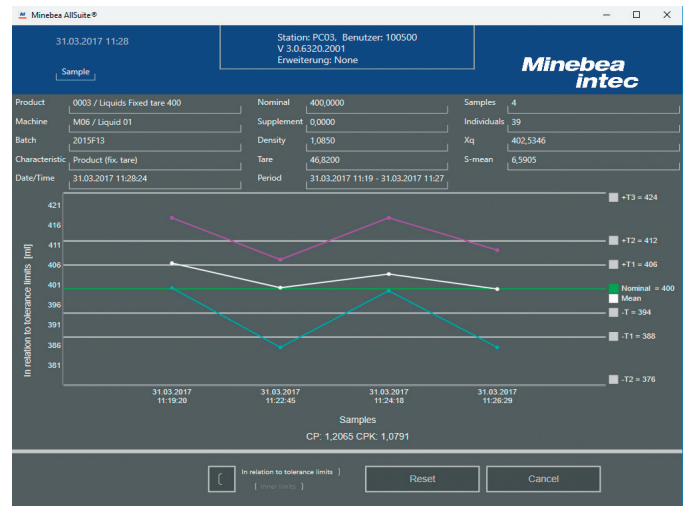 Minebea AllSuite®
31.03.2017 11:28
Station: PC03, Benutzer: 100500
V 3.0.6320.2001
Erweiterung: None
Sample
Minebea
intec
Product 0003 / Liquids Fixed tare 400 Nominal 400,0000 Samples 4
Machine M06 / Liquid 01 Supplement 0,0000 Individuals 39
Batch 2015F13 Density 1,0850 Xq 402,5346
Characteristic Product (fix. tare) Tare 46,8200 S-mean 6,5905
Date/Time 31.03.2017 11:28:24 Period 31.03.2017 11:19 - 31.03.2017 11:27
In relation to tolerance limits [ml]
421
416
411
406
401
396
391
386
381
+T3 = 424
+T2 = 412
+T1 = 406
Nominal = 400
Mean
-T = 394
-T1 = 388
-T2 = 376
31.03.2017 31.03.2017 31.03.2017 31.03.2017
11:19:20 11:22:45 11:24:18 11:26:29
Samples
CP: 1,2065 CPK: 1,0791
In relation to tolerance limits
Inner limits
Reset
Cancel